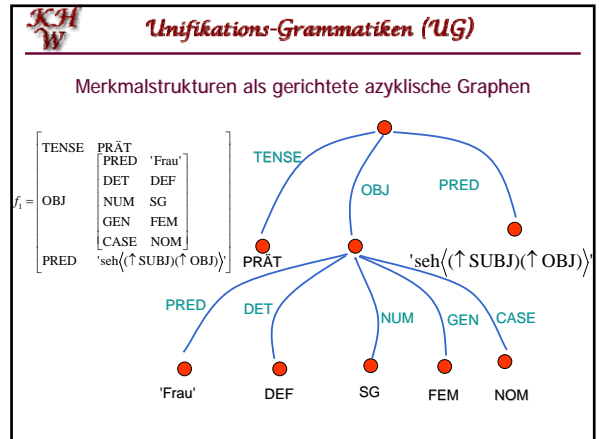 KH
W
Unifikations-Grammatiken (UG)
Merkmalstrukturen als gerichtete azyklische Graphen
f₁ =
TENSE PRÄT
OBJ
PRED 'Frau'
DET DEF
NUM SG
GEN FEM
CASE NOM
PRED 'seh⟨(↑ SUBJ)(↑ OBJ)⟩'
TENSE
OBJ
PRED
PRÄT
'seh⟨(↑ SUBJ)(↑ OBJ)⟩'
PRED
DET
NUM
GEN
CASE
'Frau'
DEF
SG
FEM
NOM